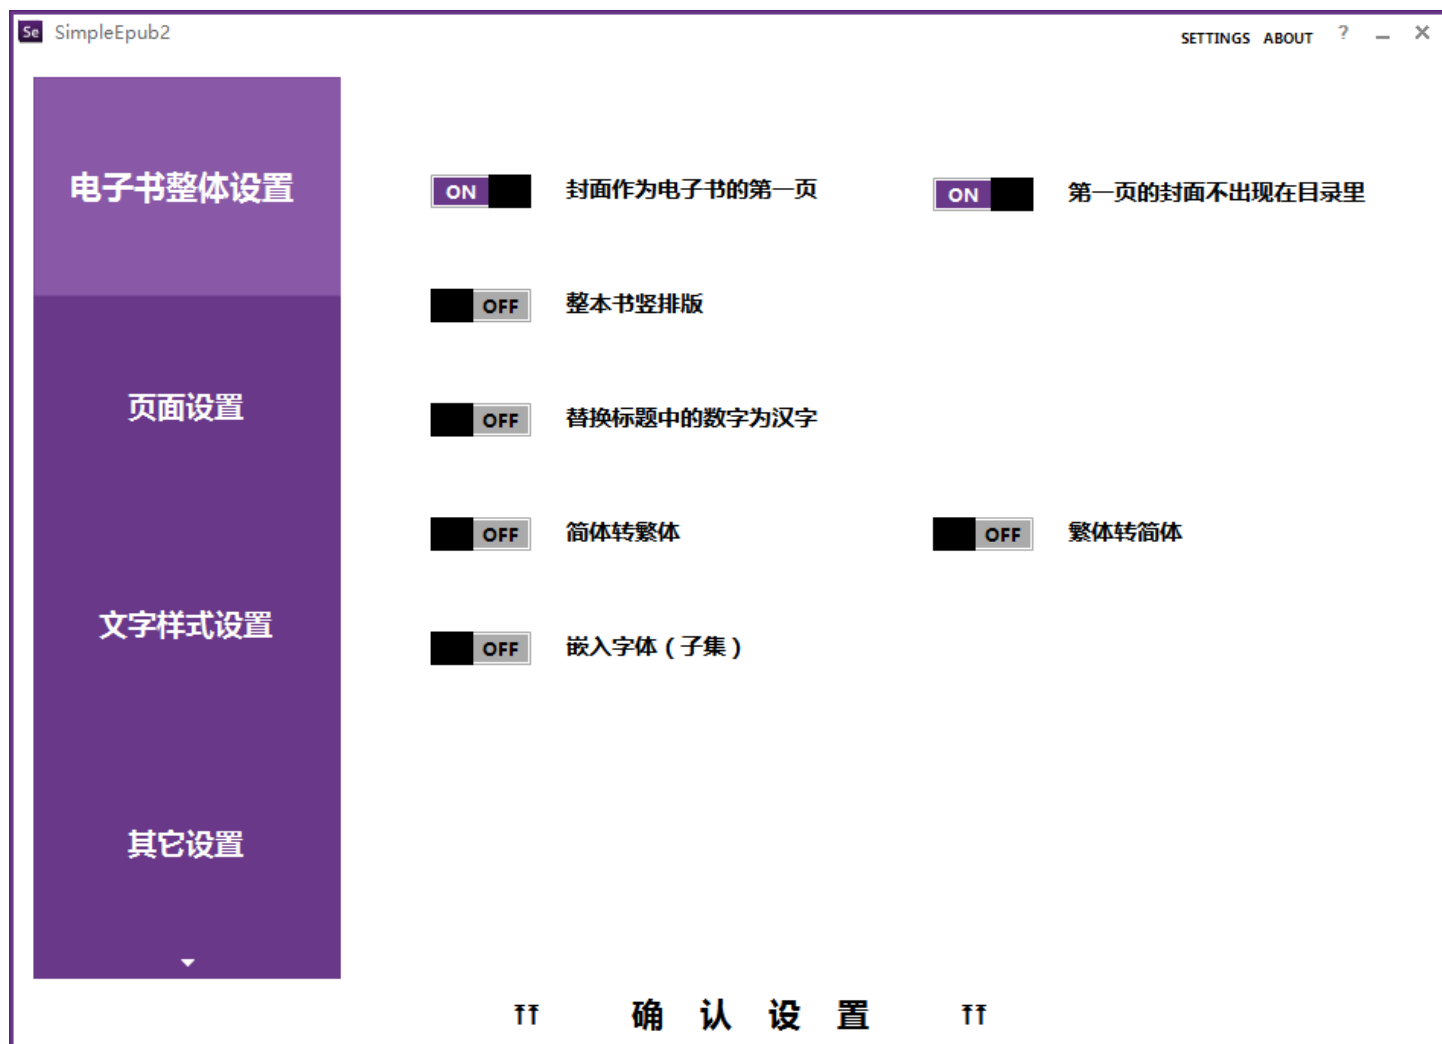 Se SimpleEpub2
SETTINGS ABOUT ?
电子书整体设置
页面设置
文字样式设置
其它设置
ON 封面作为电子书的第一页
ON 第一页的封面不出现在目录里
OFF 整本书竖排版
OFF 替换标题中的数字为汉字
OFF 简体转繁体
OFF 繁体转简体
OFF 嵌入字体（子集）
确认设置